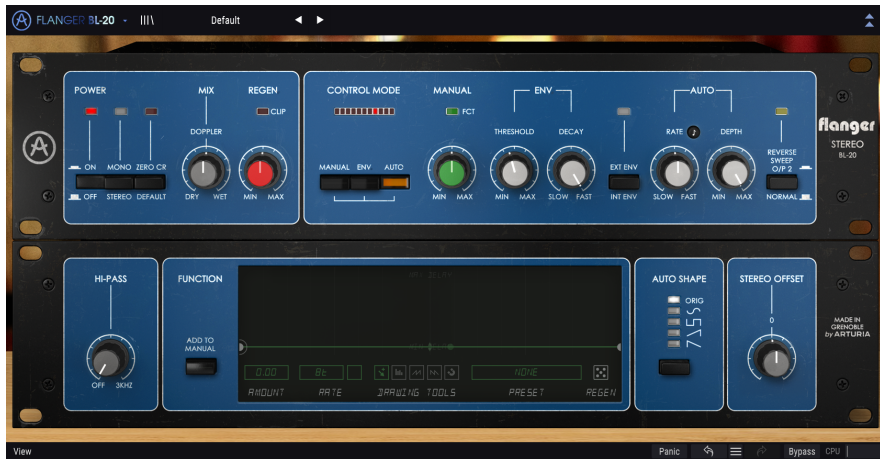 FLANGER BL-20
Default
POWER
MIX
REGEN
CONTROL MODE
MANUAL
ENV
AUTO
CLIP
FCT
DOPPLER
THRESHOLD
DECAY
RATE
DEPTH
flanger
STEREO
BL-20
REVERSE
SWEEP
O/P 2
ON
MONO
ZERO CR
MANUAL
ENV
AUTO
EXT ENV
OFF
STEREO
DEFAULT
DRY
WET
MIN
MAX
MIN
MAX
MIN
MAX
SLOW
FAST
INT ENV
SLOW
FAST
MIN
MAX
NORMAL
HI-PASS
FUNCTION
AUTO SHAPE
STEREO OFFSET
MAX DELAY
ORIG
0
ADD TO
MANUAL
MADE IN
GRENOBLE
by ARTURIA
OFF
3KHZ
0.00
8t
NONE
AMOUNT
RATE
DRAWING TOOLS
PRESET
REGEN
View
Panic
Bypass
CPU